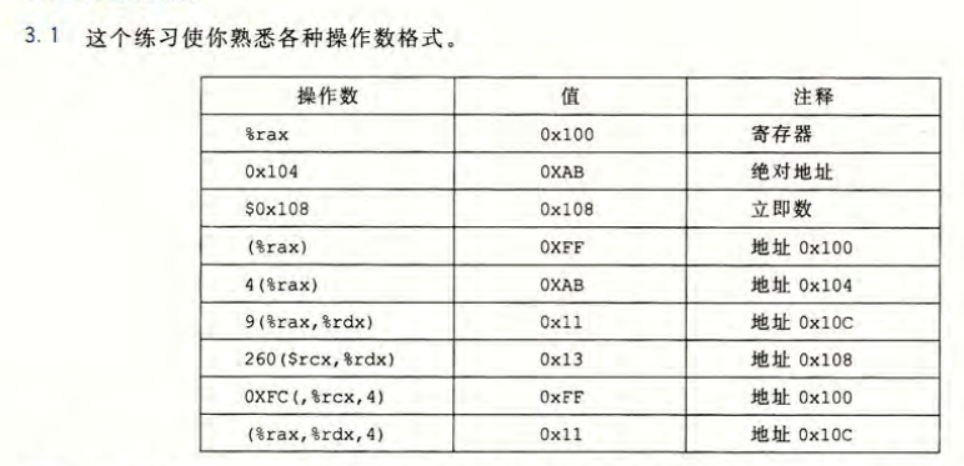 3.1 这个练习使你熟悉各种操作数格式。
操作数 值 注释
%rax 0x100 寄存器
0x104 0XAB 绝对地址
$0x108 0x108 立即数
(%rax) 0XFF 地址 0x100
4(%rax) 0XAB 地址 0x104
9(%rax,%rdx) 0x11 地址 0x10C
260($rcx,%rdx) 0x13 地址 0x108
0XFC(,%rcx,4) 0xFF 地址 0x100
(%rax,%rdx,4) 0x11 地址 0x10C